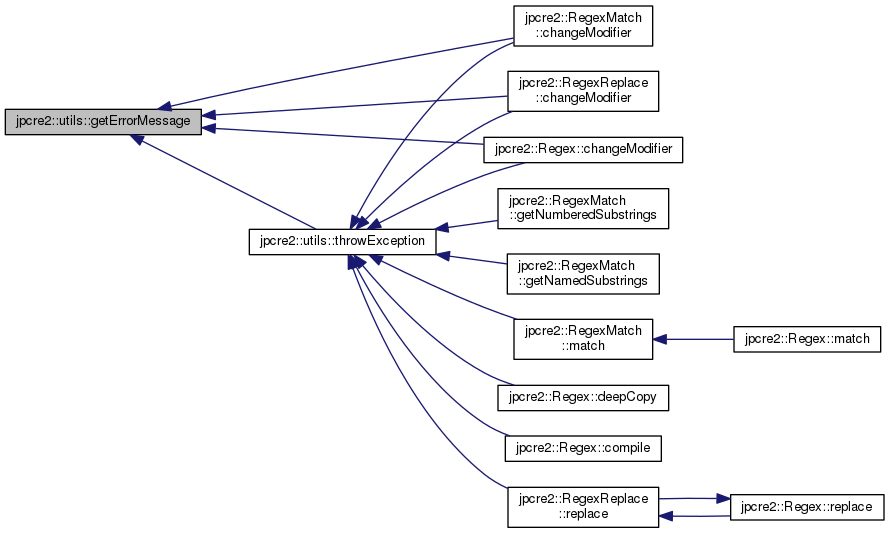 jpcre2::utils::getErrorMessage
jpcre2::utils::throwException
jpcre2::RegexMatch
::changeModifier
jpcre2::RegexReplace
::changeModifier
jpcre2::Regex::changeModifier
jpcre2::RegexMatch
::getNumberedSubstrings
jpcre2::RegexMatch
::getNamedSubstrings
jpcre2::RegexMatch
::match
jpcre2::Regex::deepCopy
jpcre2::Regex::compile
jpcre2::RegexReplace
::replace
jpcre2::Regex::match
jpcre2::Regex::replace